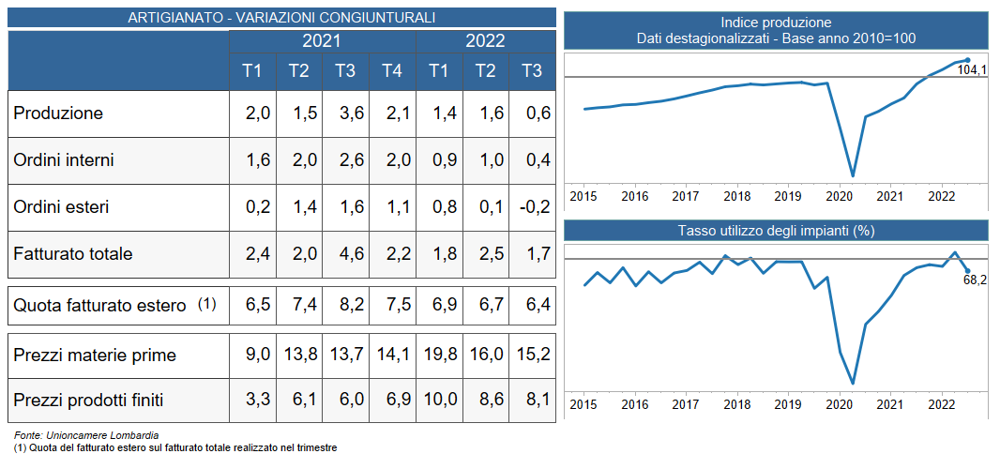 ARTIGIANATO - VARIAZIONI CONGIUNTURALI
2021 2022
T1 T2 T3 T4 T1 T2 T3
Produzione 2,0 1,5 3,6 2,1 1,4 1,6 0,6
Ordini interni 1,6 2,0 2,6 2,0 0,9 1,0 0,4
Ordini esteri 0,2 1,4 1,6 1,1 0,8 0,1 -0,2
Fatturato totale 2,4 2,0 4,6 2,2 1,8 2,5 1,7
Quota fatturato estero (1) 6,5 7,4 8,2 7,5 6,9 6,7 6,4
Prezzi materie prime 9,0 13,8 13,7 14,1 19,8 16,0 15,2
Prezzi prodotti finiti 3,3 6,1 6,0 6,9 10,0 8,6 8,1
Fonte: Unioncamere Lombardia
(1) Quota del fatturato estero sul fatturato totale realizzato nel trimestre
Indice produzione
Dati destagionalizzati - Base anno 2010=100
104,1
2015 2016 2017 2018 2019 2020 2021 2022
Tasso utilizzo degli impianti (%)
68,2
2015 2016 2017 2018 2019 2020 2021 2022